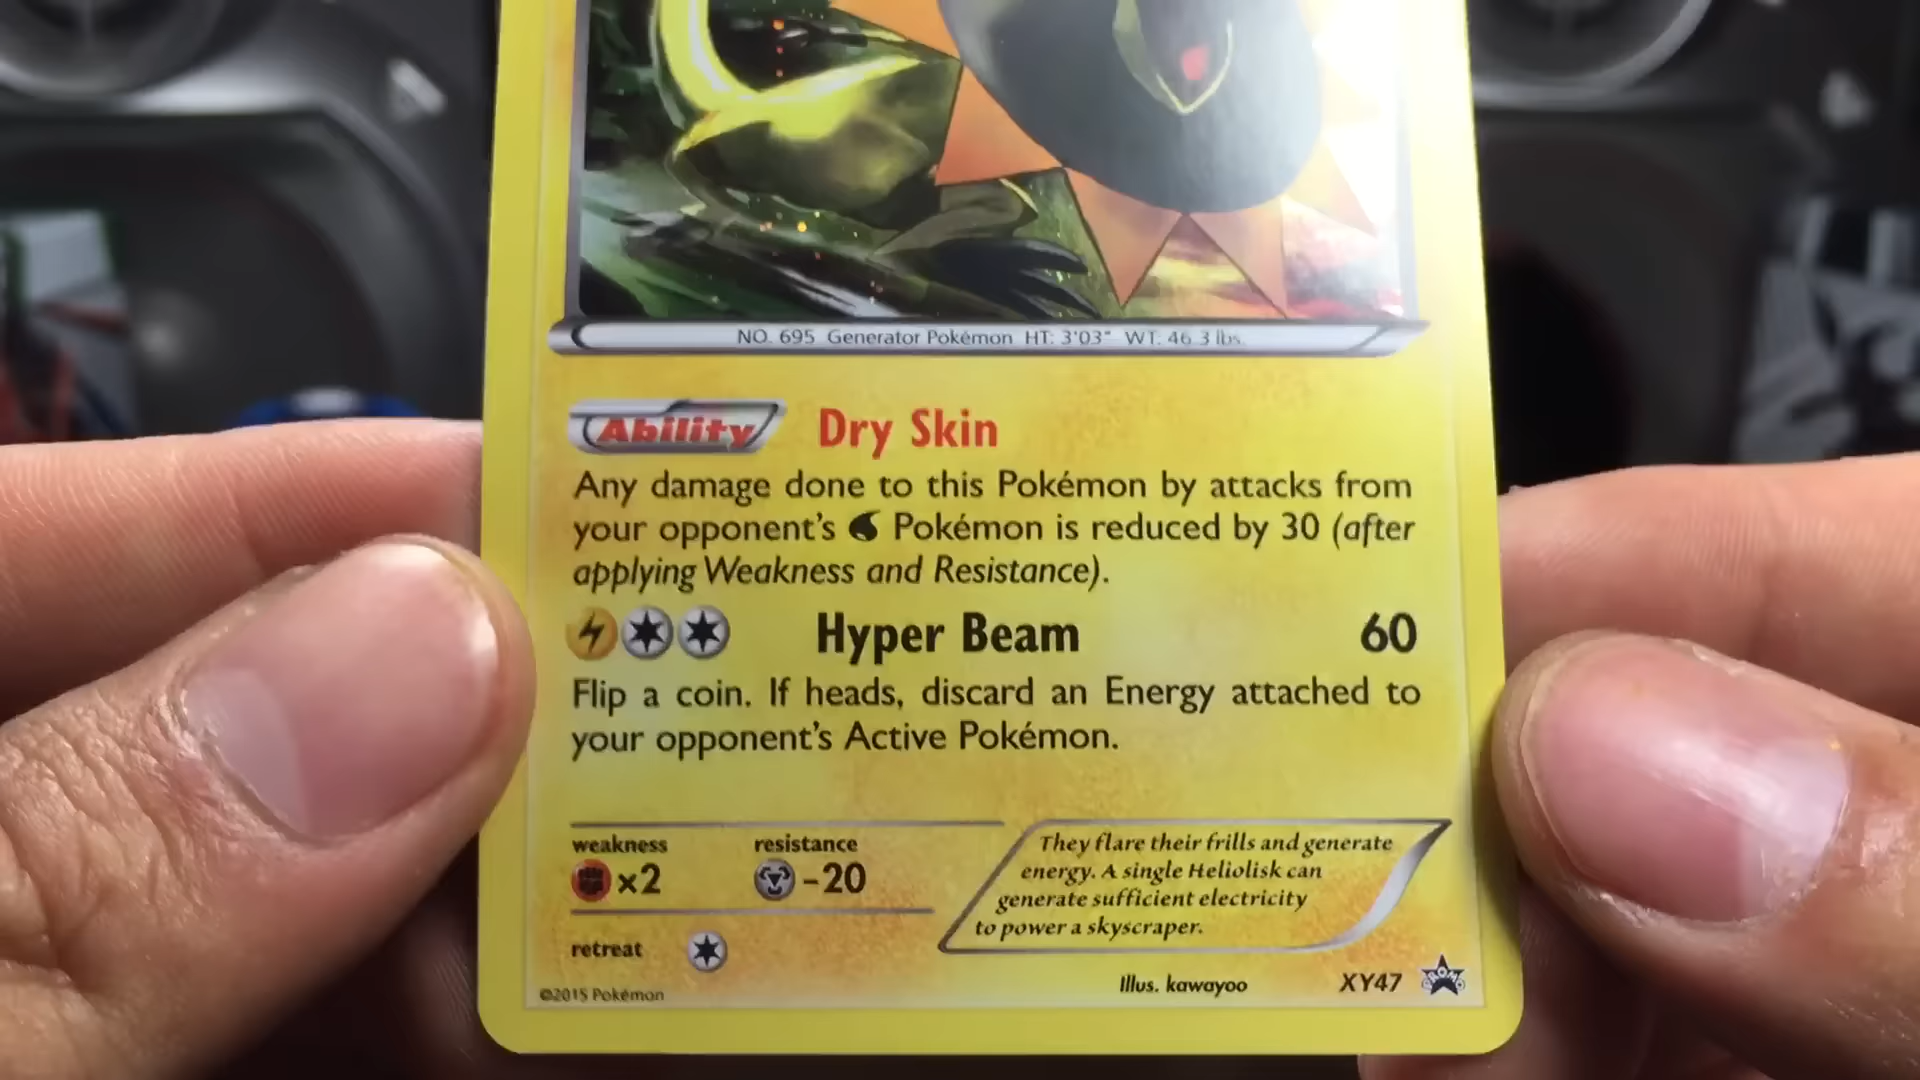 NO. 695 Generator Pokémon HT: 3'03" WT: 46.3 lbs.
Ability Dry Skin
Any damage done to this Pokémon by attacks from
your opponent's Pokémon is reduced by 30 (after
applying Weakness and Resistance).
Hyper Beam 60
Flip a coin. If heads, discard an Energy attached to
your opponent's Active Pokémon.
weakness resistance
×2 -20
They flare their frills and generate
energy. A single Heliolisk can
generate sufficient electricity
to power a skyscraper.
retreat
©2015 Pokémon
Illus. kawayoo XY47 PROMO